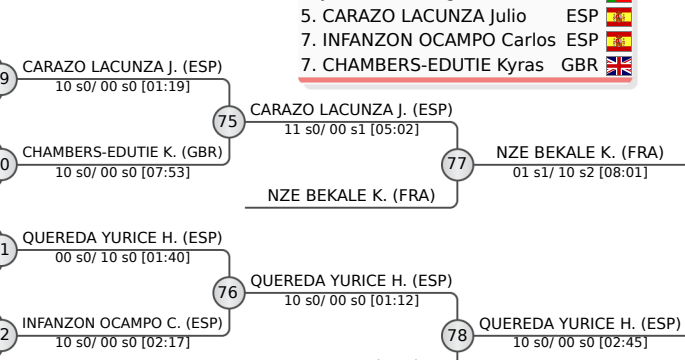 5. CARAZO LACUNZA Julio ESP
7. INFANZON OCAMPO Carlos ESP
7. CHAMBERS-EDUTIE Kyras GBR
9 CARAZO LACUNZA J. (ESP)
10 s0/ 00 s0 [01:19]
75 CARAZO LACUNZA J. (ESP)
11 s0/ 00 s1 [05:02]
0 CHAMBERS-EDUTIE K. (GBR)
10 s0/ 00 s0 [07:53]
77 NZE BEKALE K. (FRA)
01 s1/ 10 s2 [08:01]
NZE BEKALE K. (FRA)
1 QUEREDA YURICE H. (ESP)
00 s0/ 10 s0 [01:40]
76 QUEREDA YURICE H. (ESP)
10 s0/ 00 s0 [01:12]
2 INFANZON OCAMPO C. (ESP)
10 s0/ 00 s0 [02:17]
78 QUEREDA YURICE H. (ESP)
10 s0/ 00 s0 [02:45]